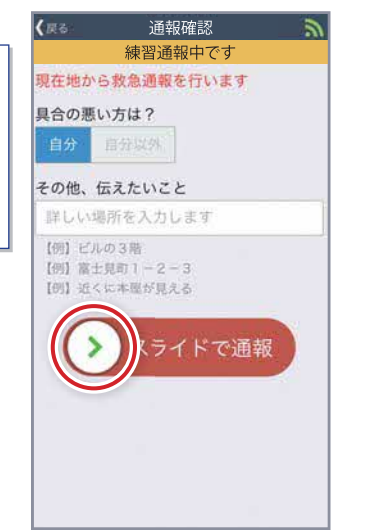 戻る
通報確認
練習通報中です
現在地から救急通報を行います
具合の悪い方は？
自分
自分以外
その他、伝えたいこと
詳しい場所を入力します
【例】ビルの３階
【例】富士見町１－２－３
【例】近くに本屋が見える
スライドで通報